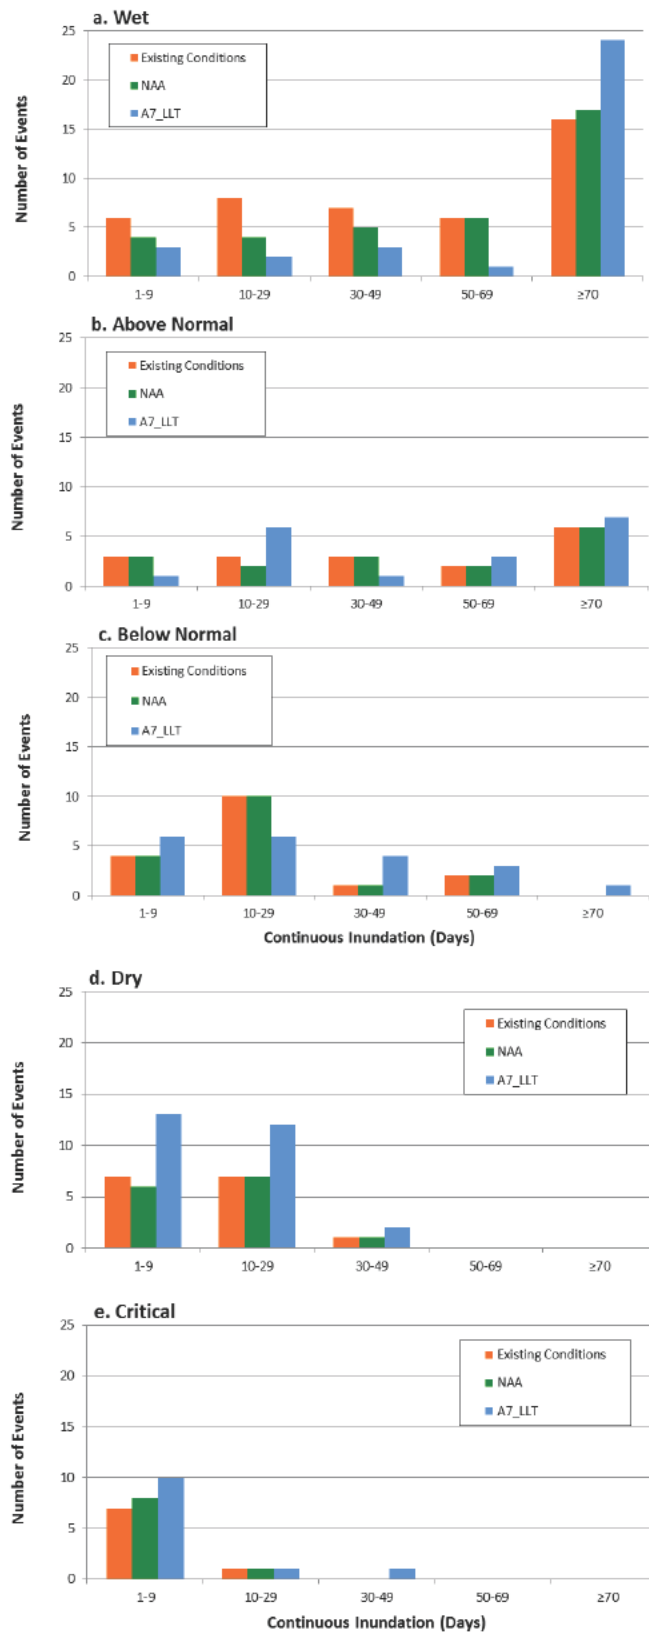 a. Wet
25
20
15
10
5
0
Number of Events
Existing Conditions
NAA
A7_LLT
1-9 10-29 30-49 50-69 ≥70
b. Above Normal
25
20
15
10
5
0
Number of Events
Existing Conditions
NAA
A7_LLT
1-9 10-29 30-49 50-69 ≥70
c. Below Normal
25
20
15
10
5
0
Number of Events
Existing Conditions
NAA
A7_LLT
1-9 10-29 30-49 50-69 ≥70
Continuous Inundation (Days)
d. Dry
25
20
15
10
5
0
Number of Events
Existing Conditions
NAA
A7_LLT
1-9 10-29 30-49 50-69 ≥70
e. Critical
25
20
15
10
5
0
Number of Events
Existing Conditions
NAA
A7_LLT
1-9 10-29 30-49 50-69 ≥70
Continuous Inundation (Days)